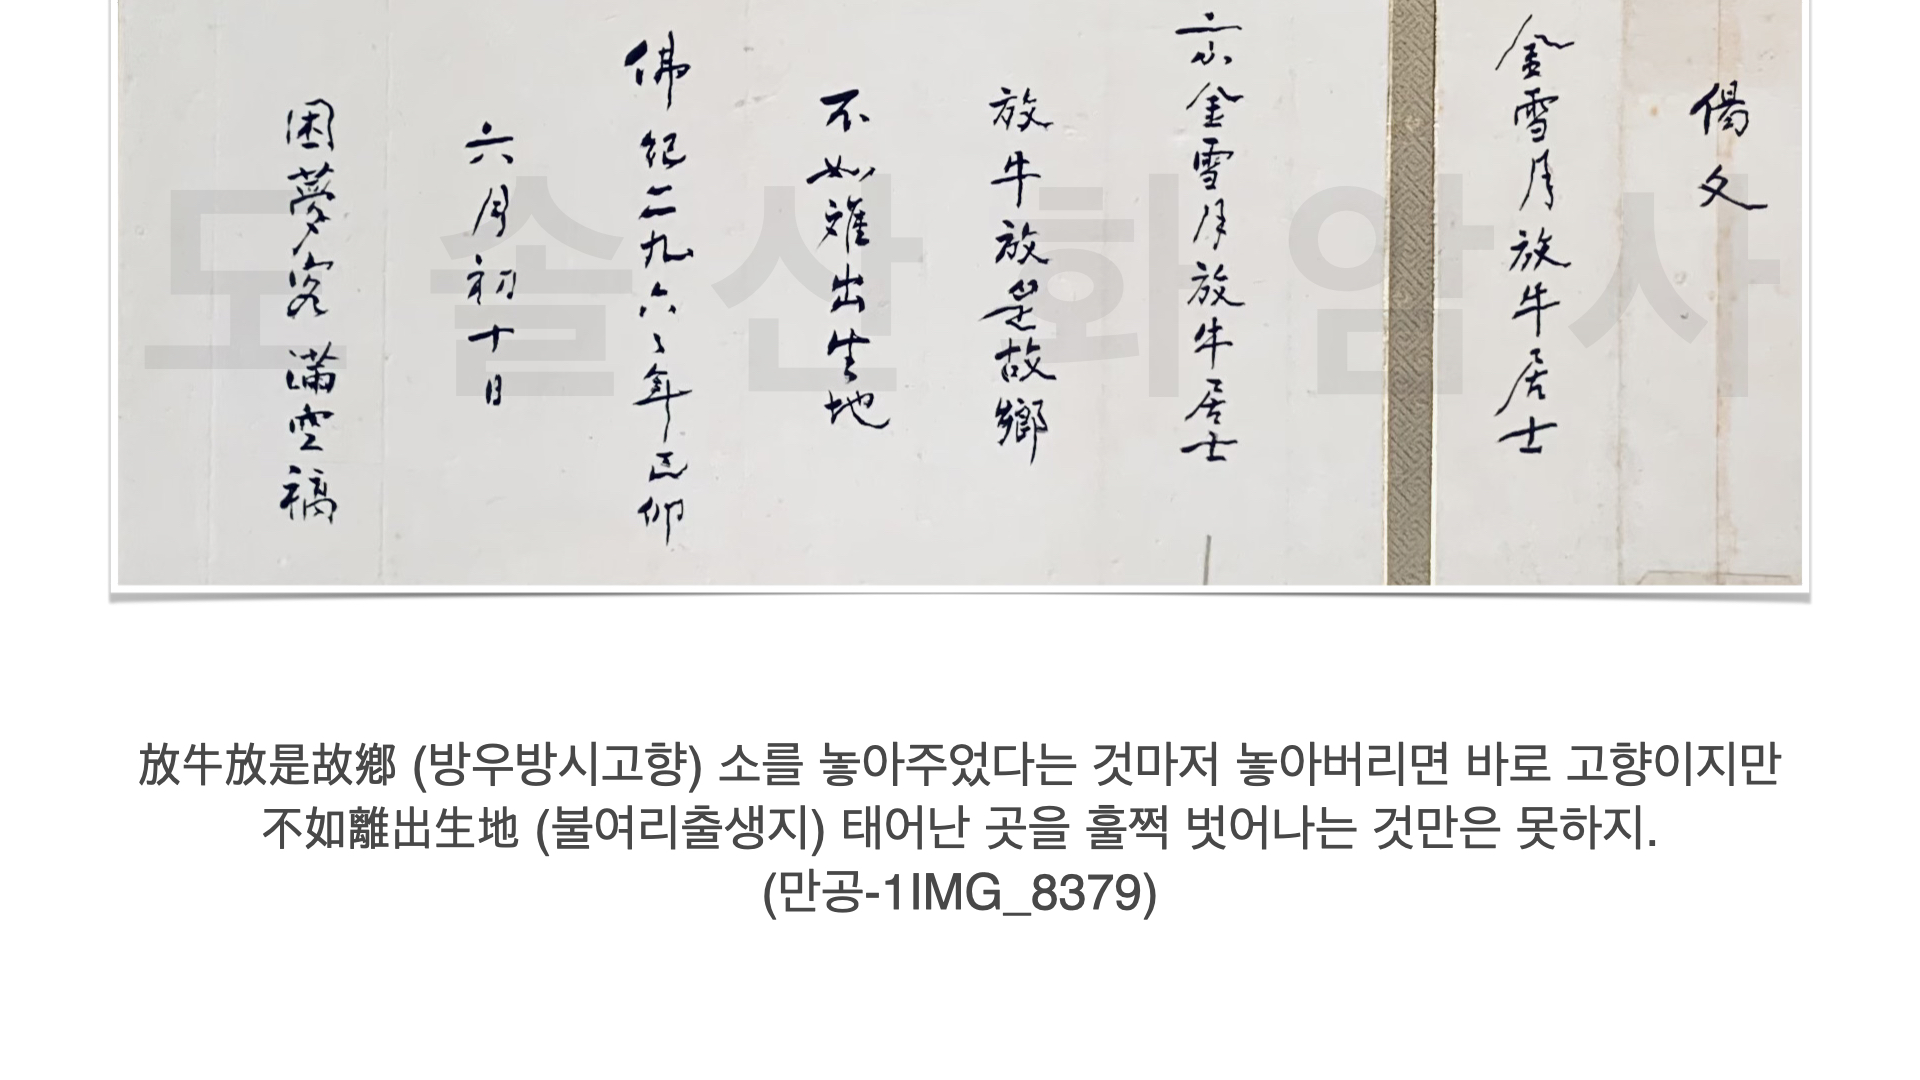 偈文
金雪月放牛居士
示金雪月放牛居士
放牛放是故鄉
不如離出生地
佛紀二九六々年己卯
六月初十日
困夢客 滿空 稿
도솔산 화암사
放牛放是故鄉 (방우방시고향) 소를 놓아주었다는 것마저 놓아버리면 바로 고향이지만
不如離出生地 (불여리출생지) 태어난 곳을 훌쩍 벗어나는 것만은 못하지.
(만공-1IMG_8379)